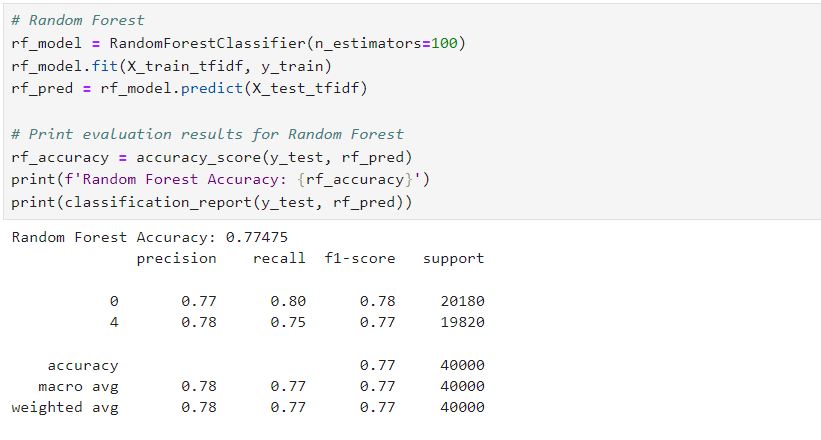 # Random Forest
rf_model = RandomForestClassifier(n_estimators=100)
rf_model.fit(X_train_tfidf, y_train)
rf_pred = rf_model.predict(X_test_tfidf)
# Print evaluation results for Random Forest
rf_accuracy = accuracy_score(y_test, rf_pred)
print(f'Random Forest Accuracy: {rf_accuracy}')
print(classification_report(y_test, rf_pred))
Random Forest Accuracy: 0.77475
precision recall f1-score support
0 0.77 0.80 0.78 20180
4 0.78 0.75 0.77 19820
accuracy 0.77 40000
macro avg 0.78 0.77 0.77 40000
weighted avg 0.78 0.77 0.77 40000